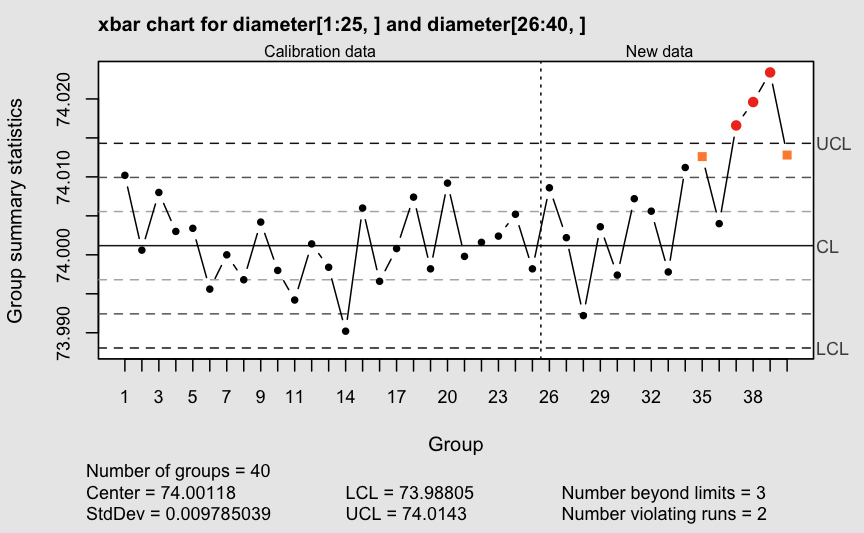 xbar chart for diameter[1:25, ] and diameter[26:40, ]
Calibration data New data
Group summary statistics
74.020
74.010
74.000
73.990
UCL
CL
LCL
1 3 5 7 9 11 14 17 20 23 26 29 32 35 38
Group
Number of groups = 40
Center = 74.00118 LCL = 73.98805 Number beyond limits = 3
StdDev = 0.009785039 UCL = 74.0143 Number violating runs = 2